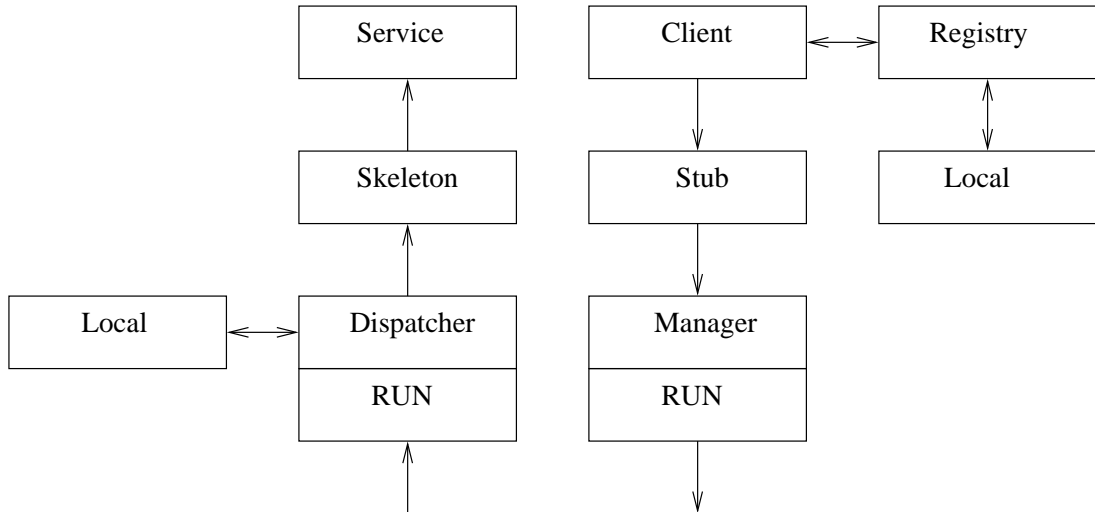 Service
Client
Registry
Skeleton
Stub
Local
Local
Dispatcher
Manager
RUN
RUN